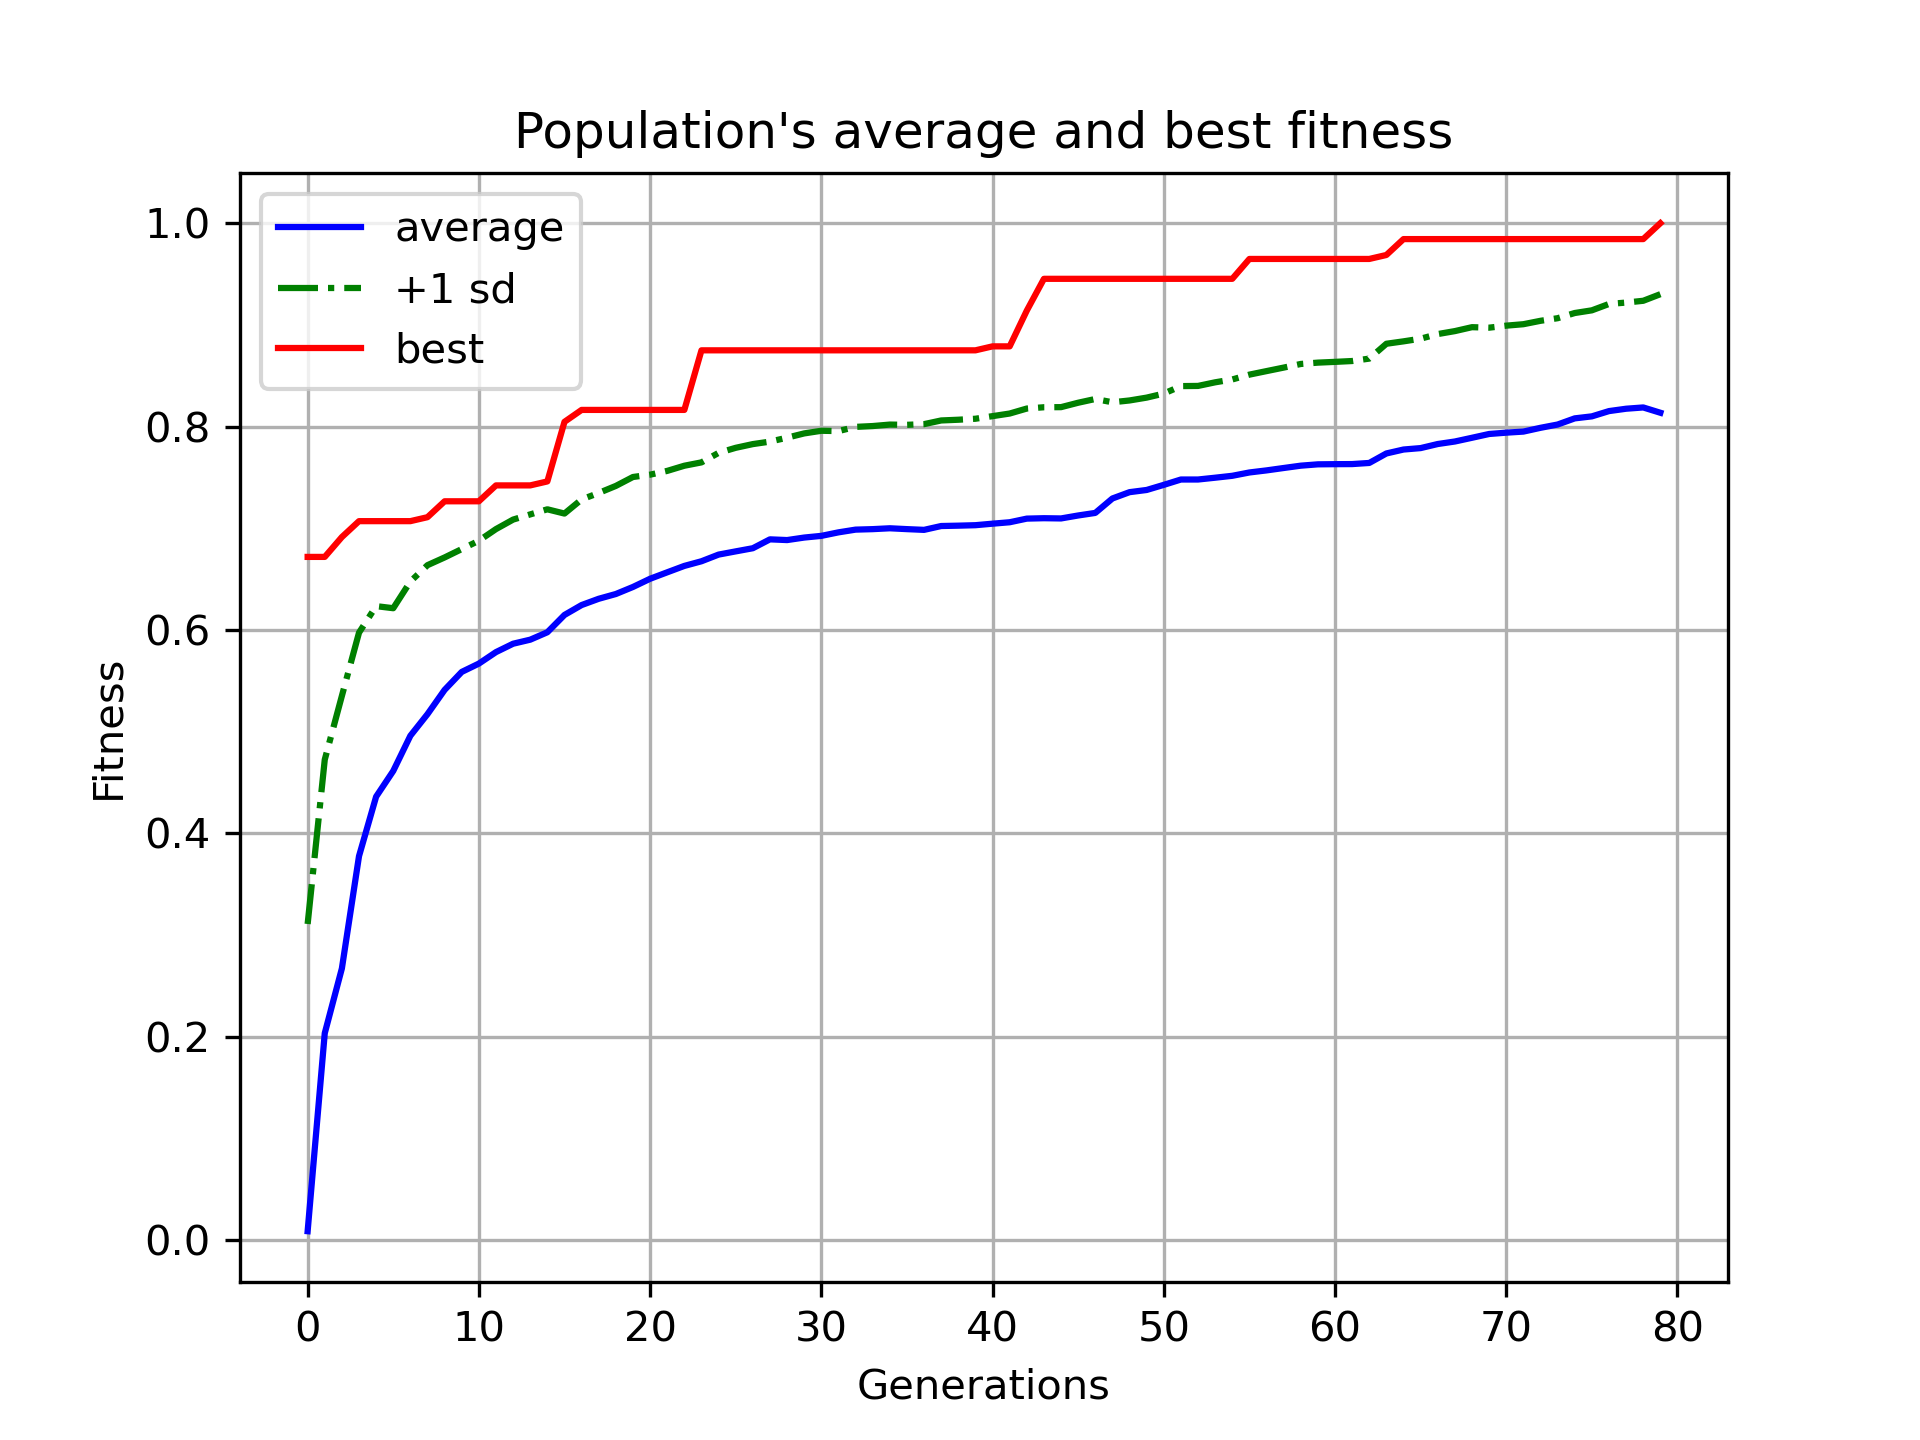 Population's average and best fitness
average
+1 sd
best
1.0
0.8
0.6
0.4
0.2
0.0
Fitness
0 10 20 30 40 50 60 70 80
Generations